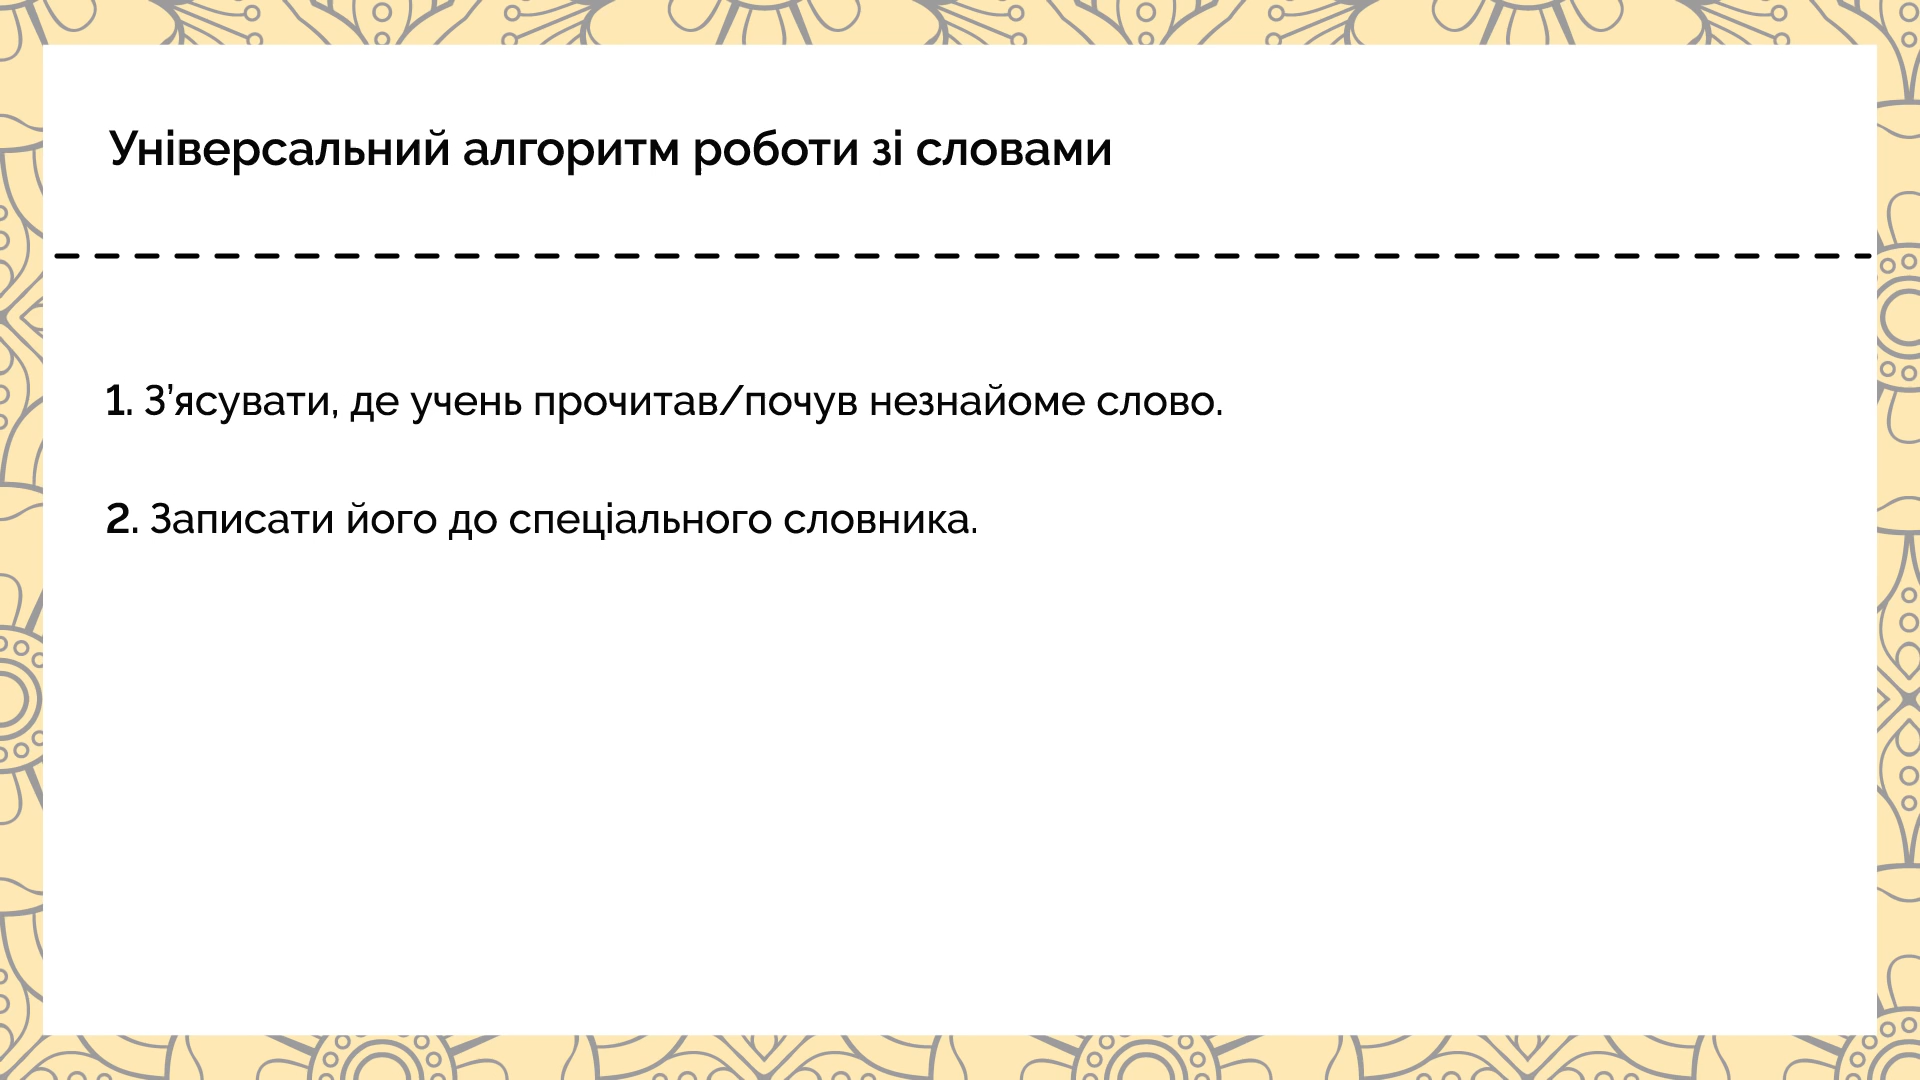 Універсальний алгоритм роботи зі словами
1. З’ясувати, де учень прочитав/почув незнайоме слово.
2. Записати його до спеціального словника.